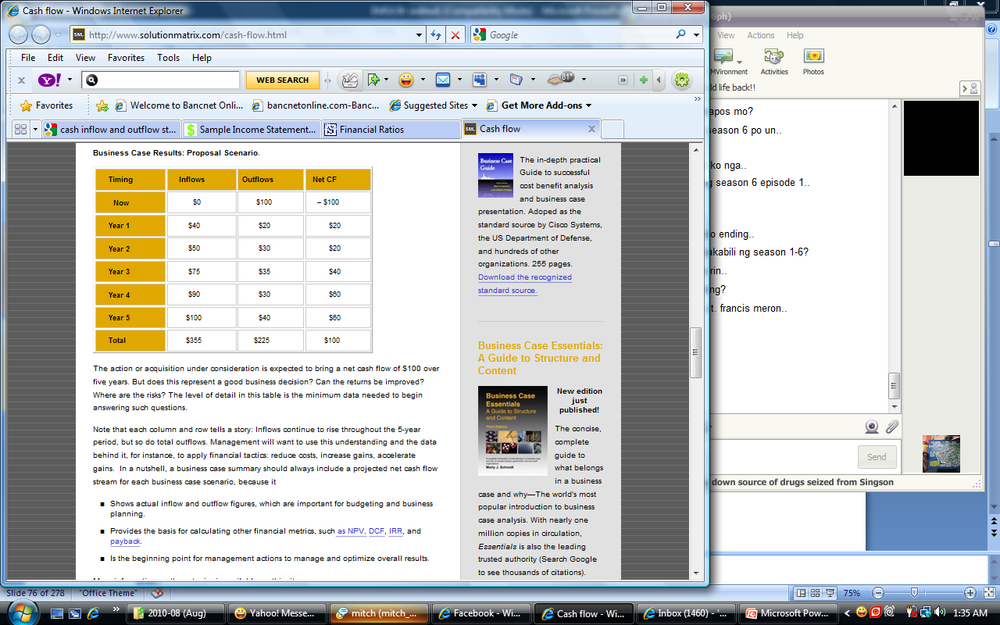 Cash flow - Windows Internet Explorer
http://www.solutionmatrix.com/cash-flow.html
Google
File Edit View Favorites Tools Help
Y! WEB SEARCH 81°
Favorites Welcome to Bancnet Onli... bancnetonline.com-Banc... Suggested Sites Get More Add-ons
cash inflow and outflow st... Sample Income Statement... Financial Ratios Cash flow
Business Case Results: Proposal Scenario.
Timing Inflows Outflows Net CF
Now $0 $100 – $100
Year 1 $40 $20 $20
Year 2 $50 $30 $20
Year 3 $75 $35 $40
Year 4 $90 $30 $60
Year 5 $100 $40 $60
Total $355 $225 $100
The action or acquisition under consideration is expected to bring a net cash flow of $100 over
five years. But does this represent a good business decision? Can the returns be improved?
Where are the risks? The level of detail in this table is the minimum data needed to begin
answering such questions.
Note that each column and row tells a story: Inflows continue to rise throughout the 5-year
period, but so do total outflows. Management will want to use this understanding and the data
behind it, for instance, to apply financial tactics: reduce costs, increase gains, accelerate
gains. In a nutshell, a business case summary should always include a projected net cash flow
stream for each business case scenario, because it
Shows actual inflow and outflow figures, which are important for budgeting and business
planning.
Provides the basis for calculating other financial metrics, such as NPV, DCF, IRR, and
payback.
Is the beginning point for management actions to manage and optimize overall results.
Business Case
Guide
The in-depth practical
Guide to successful
cost benefit analysis
and business case
presentation. Adoped as the
standard source by Cisco Systems,
the US Department of Defense,
and hundreds of other
organizations. 255 pages.
Download the recognized
standard source.
Business Case Essentials:
A Guide to Structure and
Content
Business Case
Essentials
A Guide to Structure
and Content
Third Edition
Marty J. Schmidt
New edition
just
published!
The concise,
complete
guide to
what belongs
in a business
case and why—The world's most
popular introduction to business
case analysis. With nearly one
million copies in circulation,
Essentials is also the leading
trusted authority (Search Google
to see thousands of citations).
6ph)
View Actions Help
MVironment Activities Photos
d life back!!
apos mo?
season 6 po un..
ko nga..
g season 6 episode 1..
o ending..
akabili ng season 1-6?
rin..
ng?
t. francis meron..
Send
down source of drugs seized from Singson
Slide 76 of 278 "Office Theme" 75%
2010-08 (Aug) Yahoo! Messe... mitch (mitch_... Facebook - Wi... Cash flow - Wi... Inbox (1460) - '... Microsoft Pow... 1:35 AM